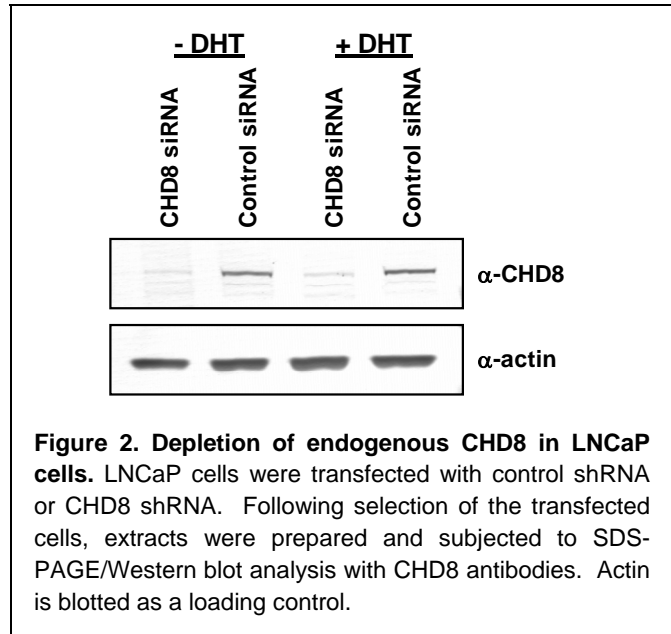 - DHT + DHT
CHD8 siRNA
Control siRNA
CHD8 siRNA
Control siRNA
α-CHD8
α-actin
Figure 2. Depletion of endogenous CHD8 in LNCaP
cells. LNCaP cells were transfected with control shRNA
or CHD8 shRNA. Following selection of the transfected
cells, extracts were prepared and subjected to SDS-
PAGE/Western blot analysis with CHD8 antibodies. Actin
is blotted as a loading control.